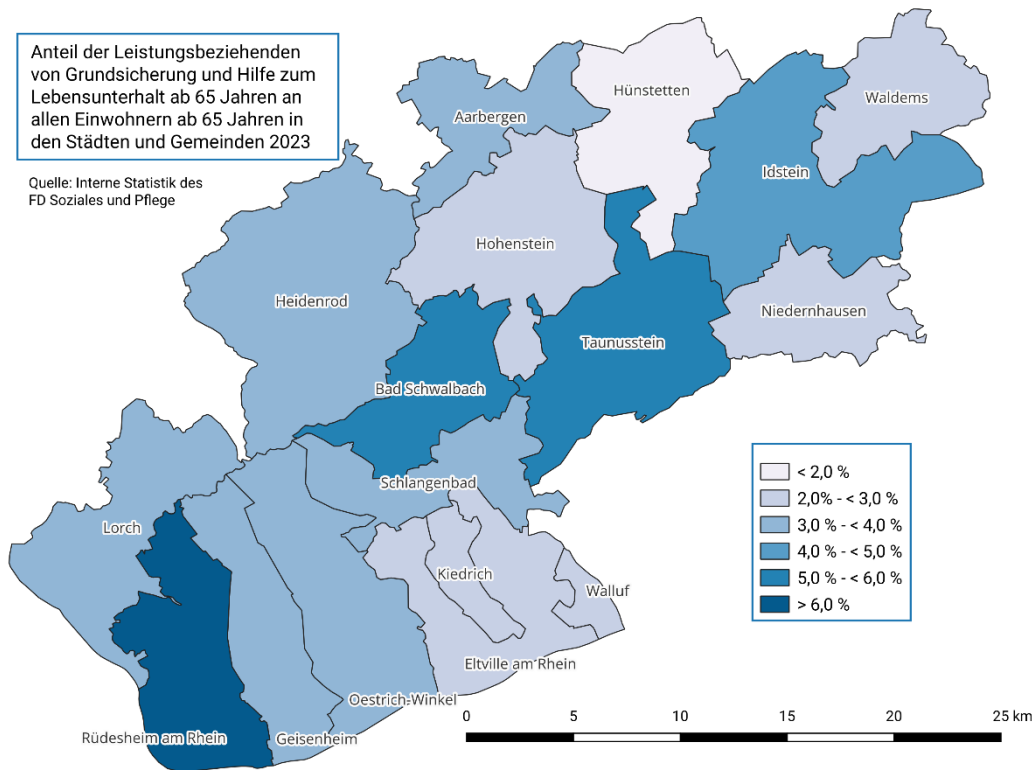 Anteil der Leistungsbeziehenden
von Grundsicherung und Hilfe zum
Lebensunterhalt ab 65 Jahren an
allen Einwohnern ab 65 Jahren in
den Städten und Gemeinden 2023
Quelle: Interne Statistik des
FD Soziales und Pflege
Hünstetten
Waldems
Aarbergen
Idstein
Hohenstein
Heidenrod
Niedernhausen
Taunusstein
Bad Schwalbach
Schlangenbad
Lorch
Kiedrich
Walluf
Eltville am Rhein
Oestrich-Winkel
Rüdesheim am Rhein
Geisenheim
< 2,0 %
2,0% - < 3,0 %
3,0 % - < 4,0 %
4,0 % - < 5,0 %
5,0 % - < 6,0 %
> 6,0 %
0 5 10 15 20 25 km